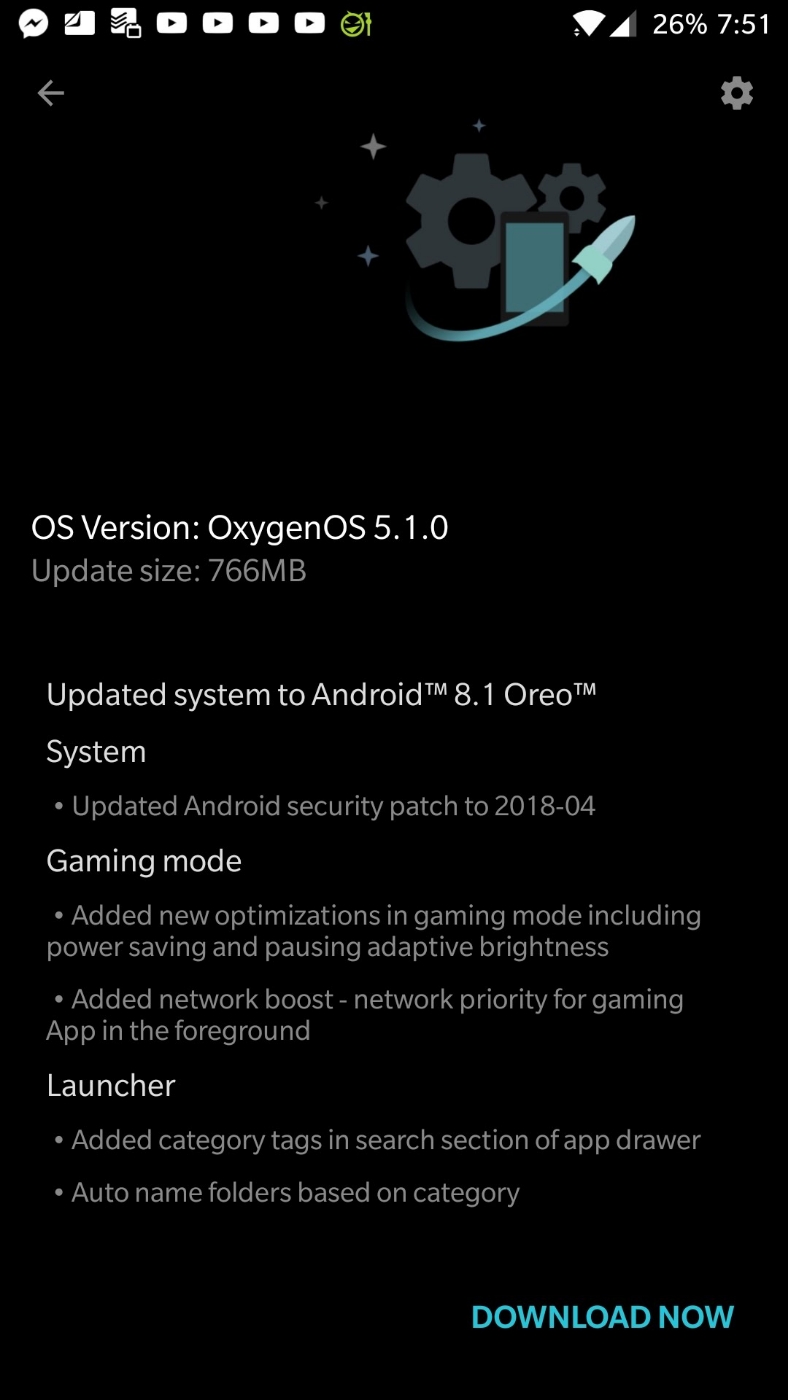 26% 7:51
OS Version: OxygenOS 5.1.0
Update size: 766MB
Updated system to Android™ 8.1 Oreo™
System
• Updated Android security patch to 2018-04
Gaming mode
• Added new optimizations in gaming mode including
power saving and pausing adaptive brightness
• Added network boost - network priority for gaming
App in the foreground
Launcher
• Added category tags in search section of app drawer
• Auto name folders based on category
DOWNLOAD NOW